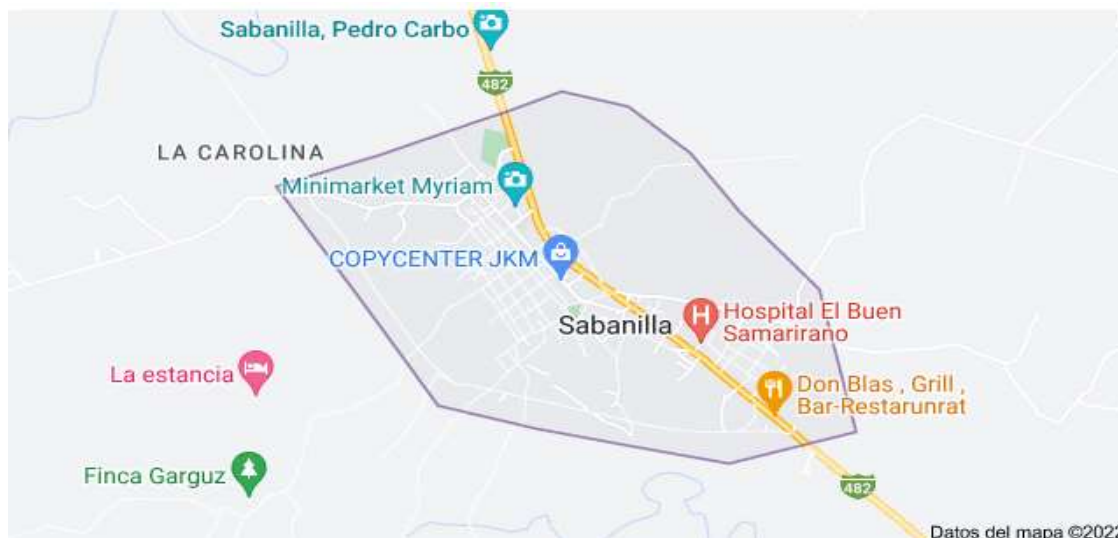 Sabanilla, Pedro Carbo
482
LA CAROLINA
Minimarket Myriam
COPYCENTER JKM
Sabanilla
Hospital El Buen
Samarirano
La estancia
Don Blas , Grill ,
Bar-Restarunrat
Finca Garguz
482
Datos del mapa ©2022